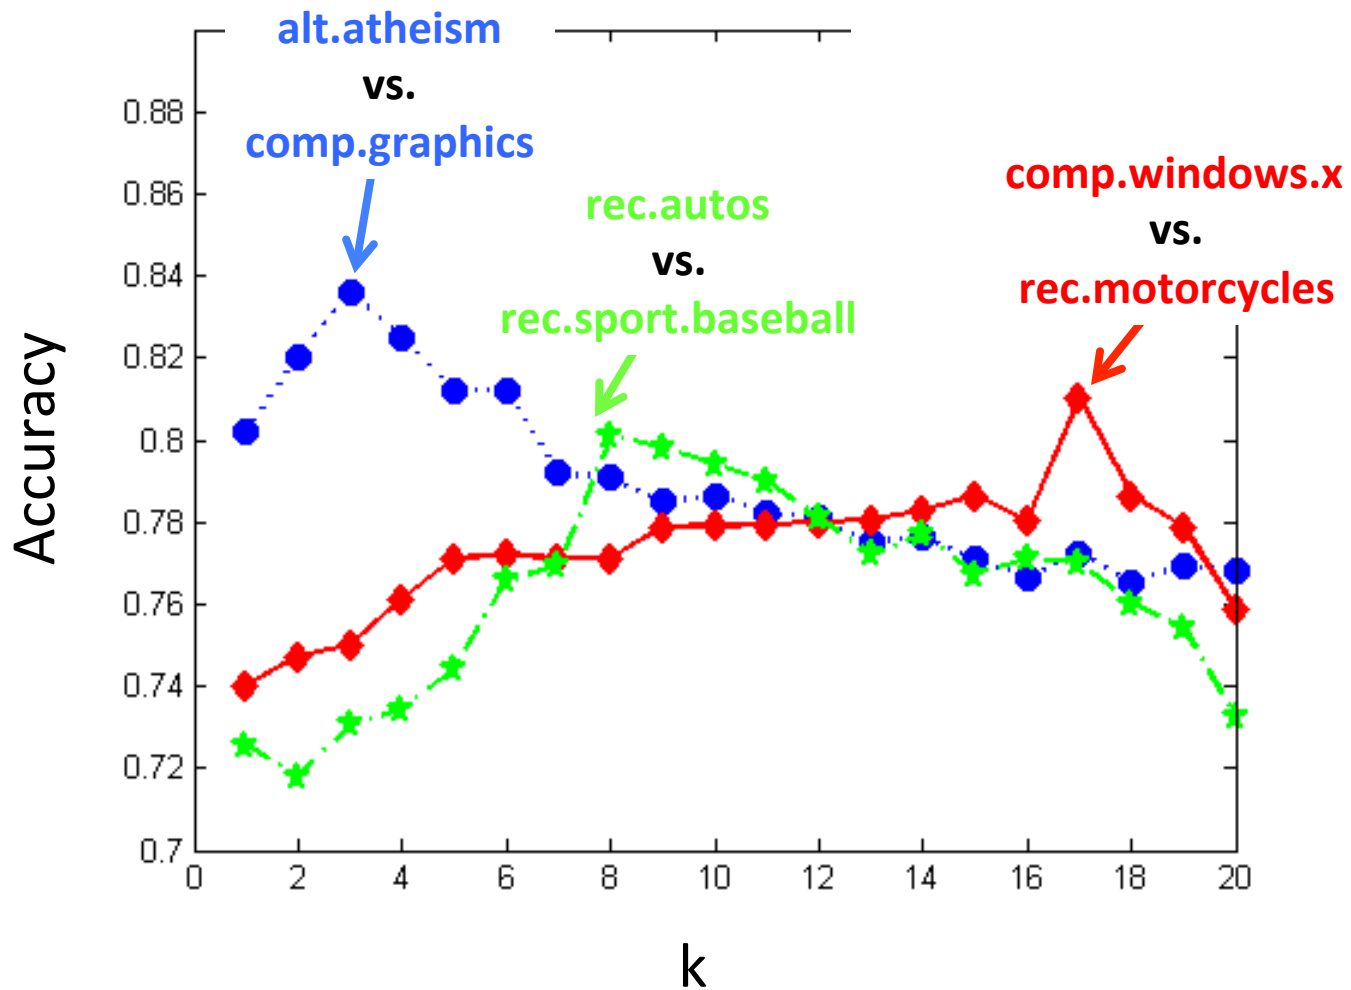 alt.atheism
vs.
comp.graphics
rec.autos
vs.
rec.sport.baseball
comp.windows.x
vs.
rec.motorcycles
Accuracy
0.88
0.86
0.84
0.82
0.8
0.78
0.76
0.74
0.72
0.7
0 2 4 6 8 10 12 14 16 18 20
k